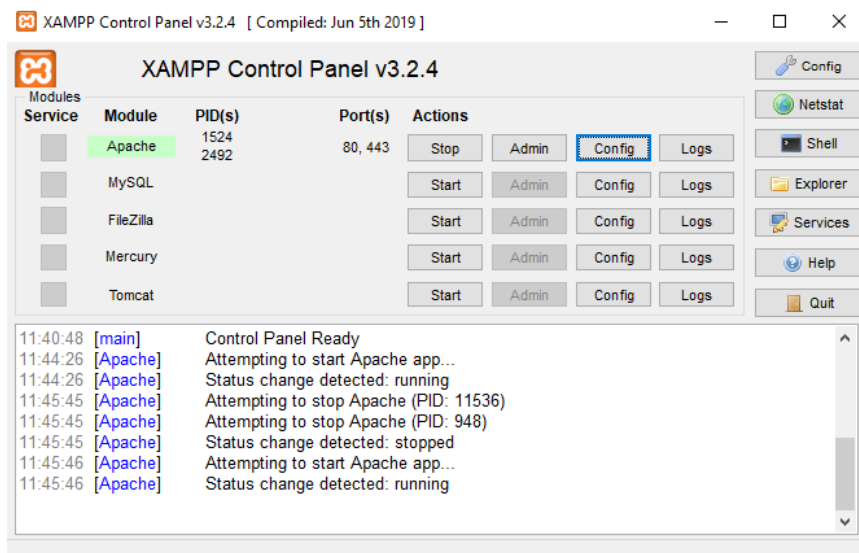 XAMPP Control Panel v3.2.4 [ Compiled: Jun 5th 2019 ]
XAMPP Control Panel v3.2.4
Config
Modules
Service Module PID(s) Port(s) Actions
Netstat
Apache 1524 2492 80, 443 Stop Admin Config Logs
Shell
MySQL Start Admin Config Logs
Explorer
FileZilla Start Admin Config Logs
Services
Mercury Start Admin Config Logs
Help
Tomcat Start Admin Config Logs
Quit
11:40:48 [main] Control Panel Ready
11:44:26 [Apache] Attempting to start Apache app...
11:44:26 [Apache] Status change detected: running
11:45:45 [Apache] Attempting to stop Apache (PID: 11536)
11:45:45 [Apache] Attempting to stop Apache (PID: 948)
11:45:45 [Apache] Status change detected: stopped
11:45:46 [Apache] Attempting to start Apache app...
11:45:46 [Apache] Status change detected: running